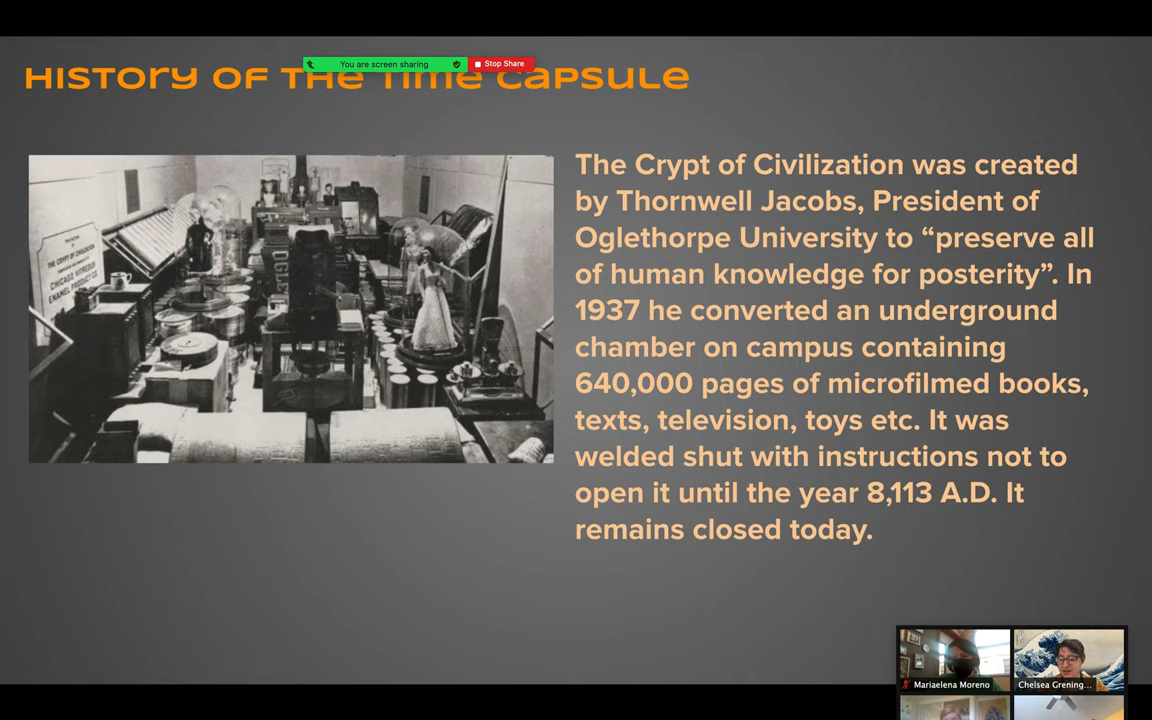 You are screen sharing
Stop Share
HISTORY OF THE TIME CAPSULE
THE CRYPT OF CIVILIZATION
CHICAGO VITREOUS
ENAMEL PRODUCT CO.
OGLE
The Crypt of Civilization was created
by Thornwell Jacobs, President of
Oglethorpe University to “preserve all
of human knowledge for posterity”. In
1937 he converted an underground
chamber on campus containing
640,000 pages of microfilmed books,
texts, television, toys etc. It was
welded shut with instructions not to
open it until the year 8,113 A.D. It
remains closed today.
Mariaelena Moreno
Chelsea Grening...